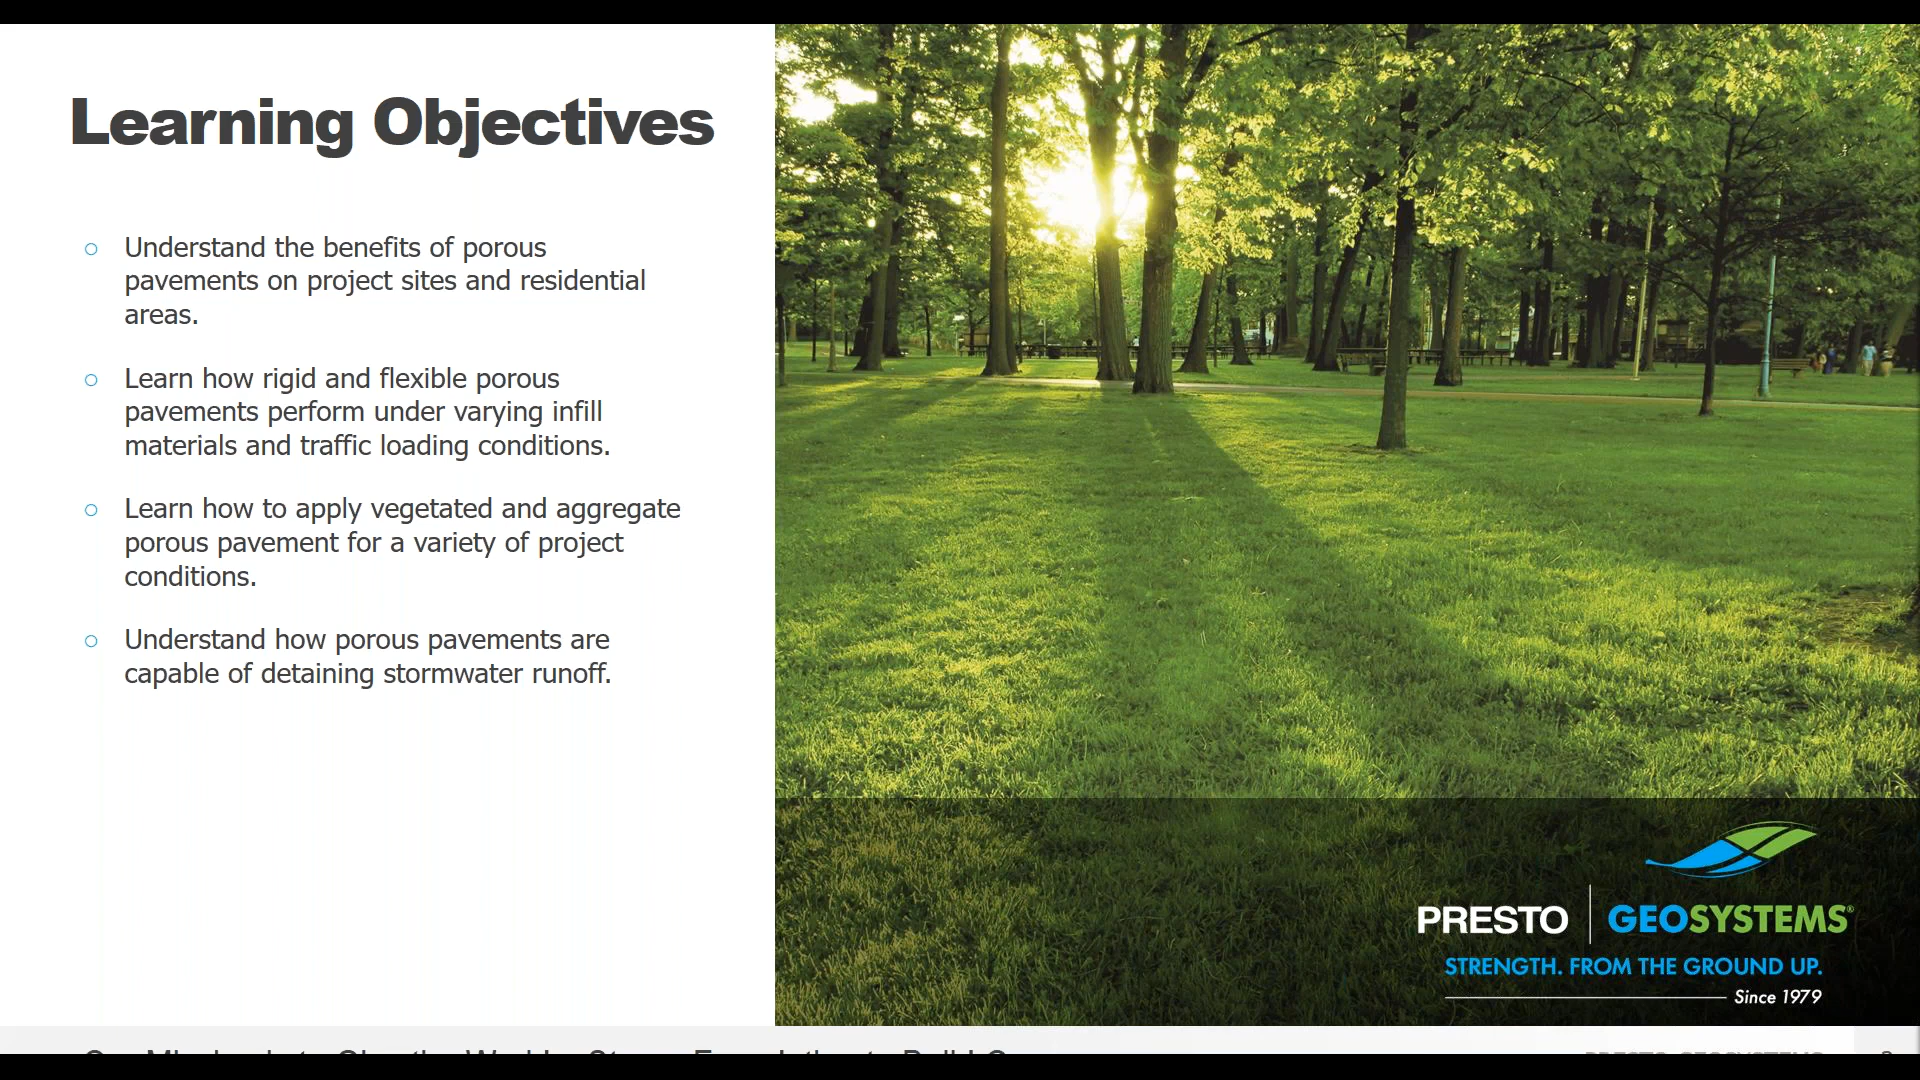 Learning Objectives
○ Understand the benefits of porous
pavements on project sites and residential
areas.
○ Learn how rigid and flexible porous
pavements perform under varying infill
materials and traffic loading conditions.
○ Learn how to apply vegetated and aggregate
porous pavement for a variety of project
conditions.
○ Understand how porous pavements are
capable of detaining stormwater runoff.
PRESTO | GEOSYSTEMS®
STRENGTH. FROM THE GROUND UP.
Since 1979
PRESTO GEOSYSTEMS